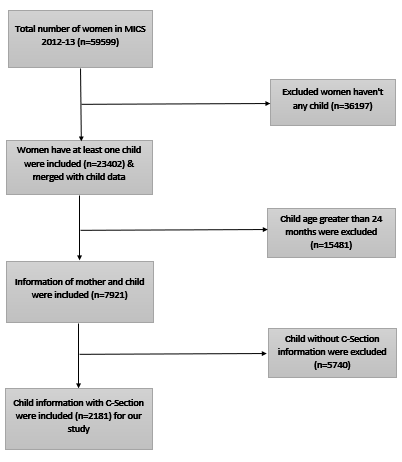 Total number of women in MICS
2012-13 (n=59599)
Excluded women haven't
any child (n=36197)
Women have at least one child
were included (n=23402) &
merged with child data
Child age greater than 24
months were excluded
(n=15481)
Information of mother and child
were included (n=7921)
Child without C-Section
information were excluded
(n=5740)
Child information with C-Section
were included (n=2181) for our
study